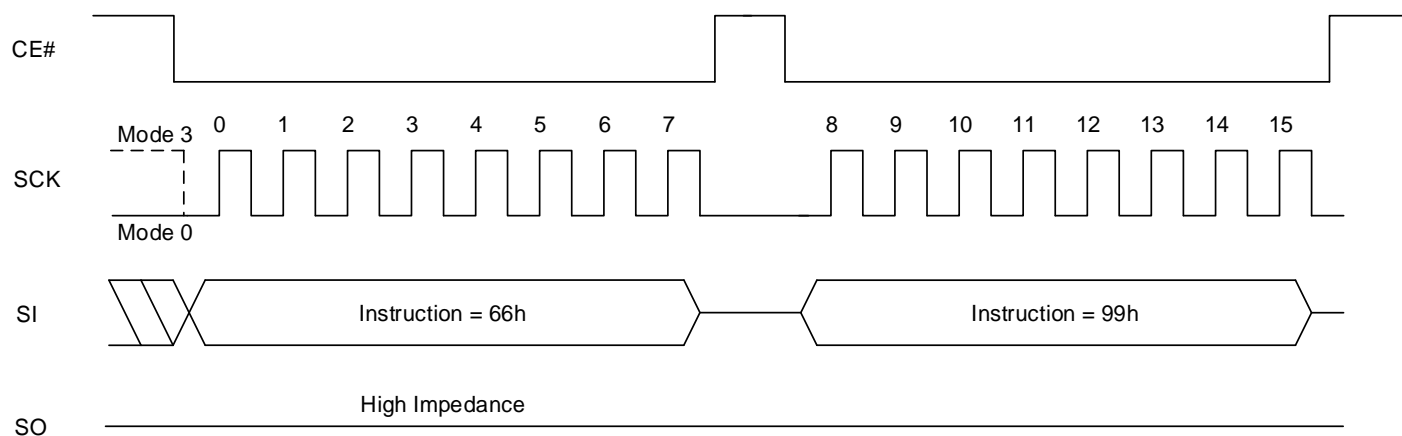 CE#
Mode 3
0 1 2 3 4 5 6 7 8 9 10 11 12 13 14 15
SCK
Mode 0
SI
Instruction = 66h
Instruction = 99h
High Impedance
SO